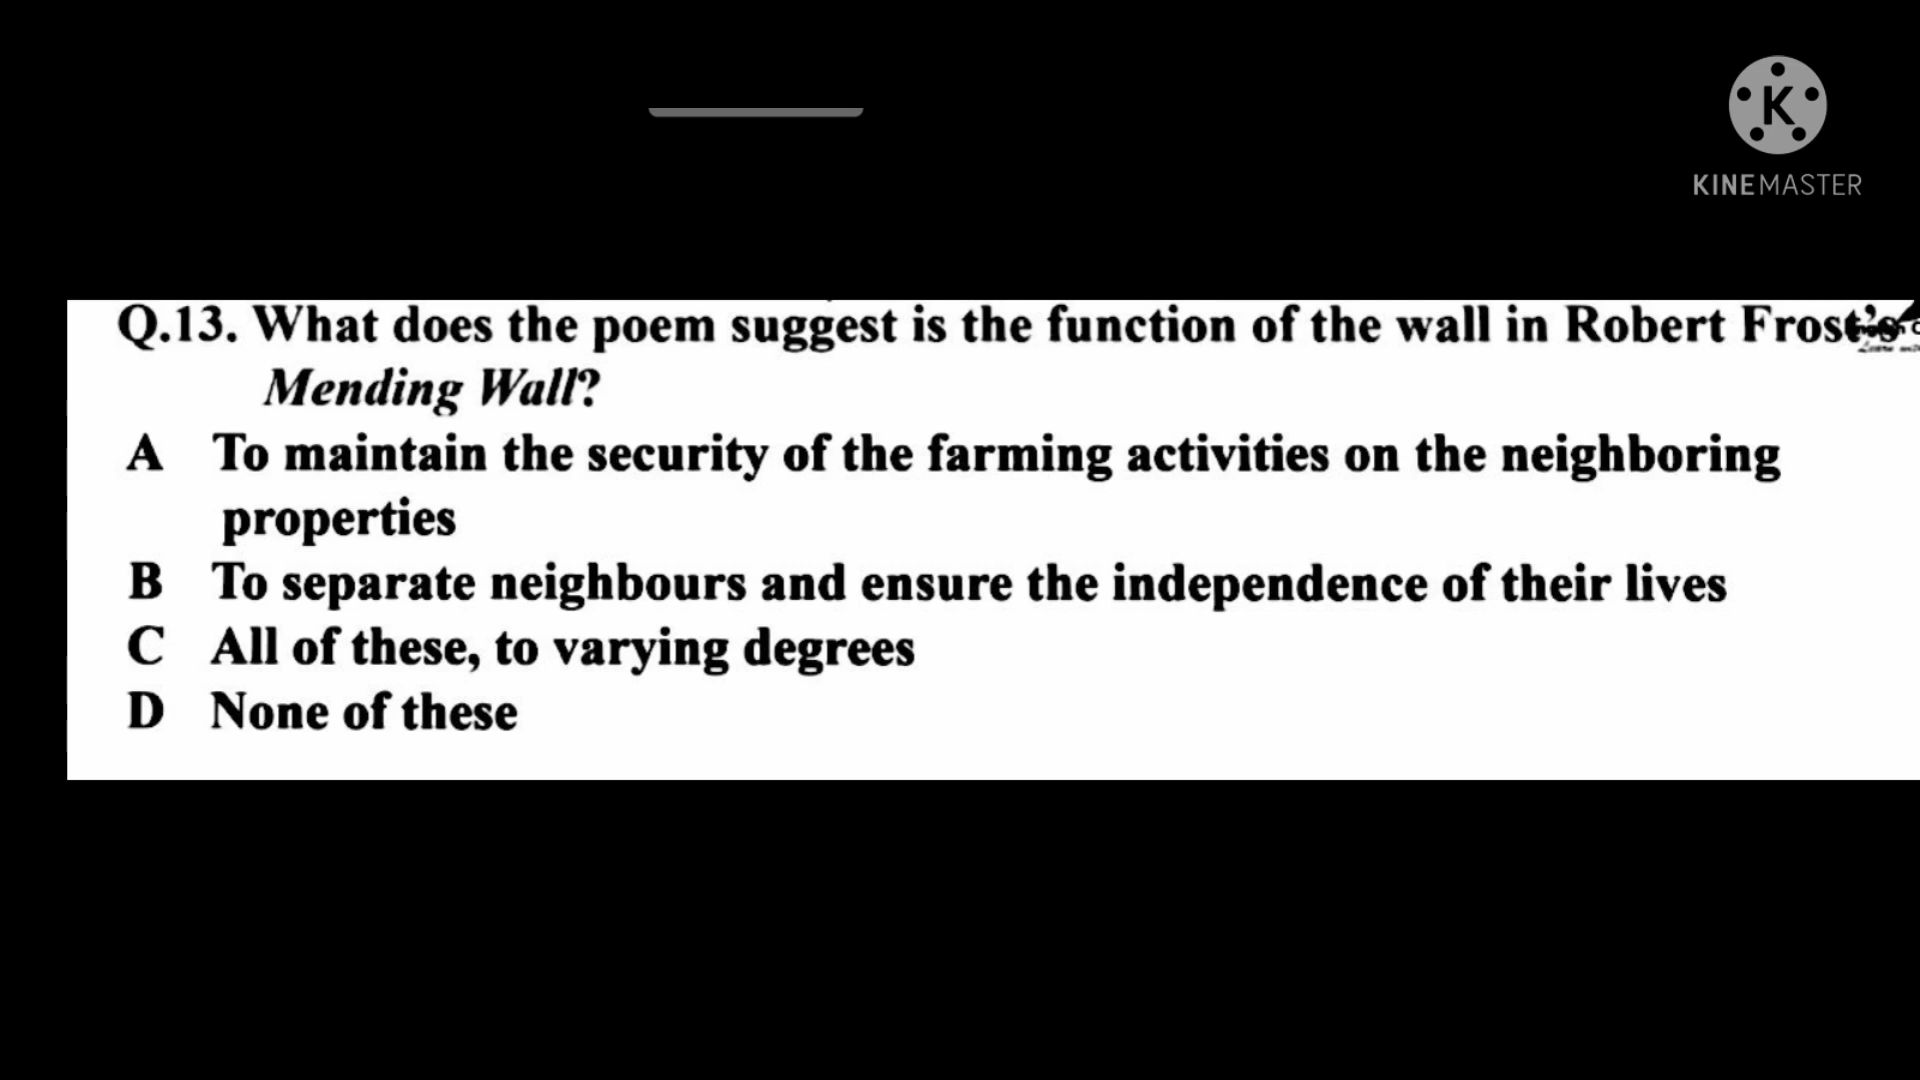 K
KINEMASTER
Q.13. What does the poem suggest is the function of the wall in Robert Frost's
Mending Wall?
A To maintain the security of the farming activities on the neighboring
properties
B To separate neighbours and ensure the independence of their lives
C All of these, to varying degrees
D None of these